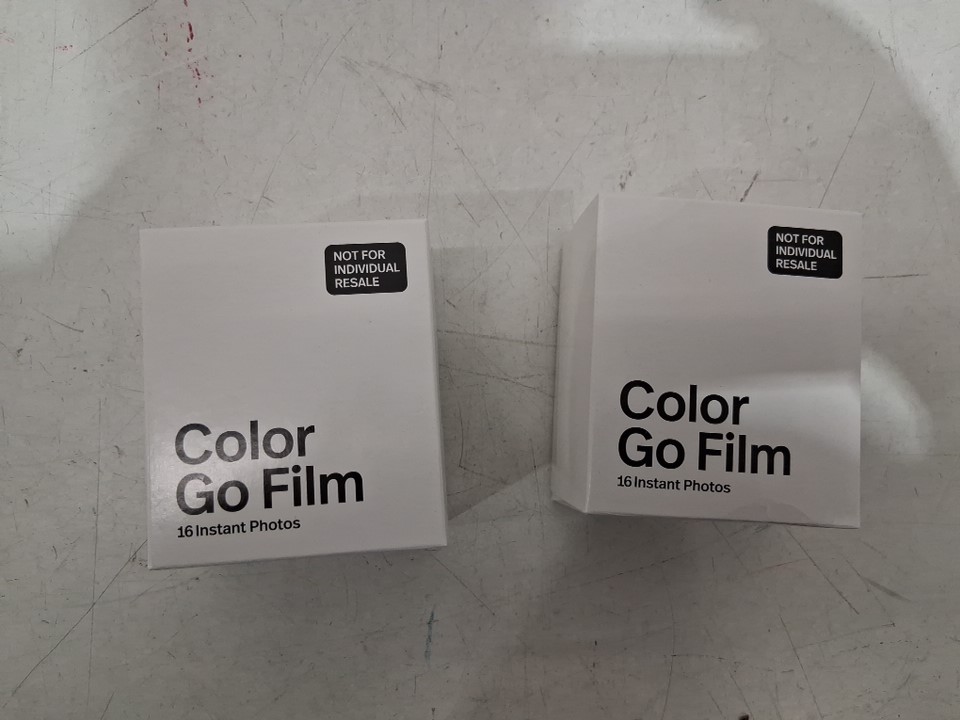 NOT FOR
INDIVIDUAL
RESALE
Color
Go Film
16 Instant Photos
NOT FOR
INDIVIDUAL
RESALE
Color
Go Film
16 Instant Photos